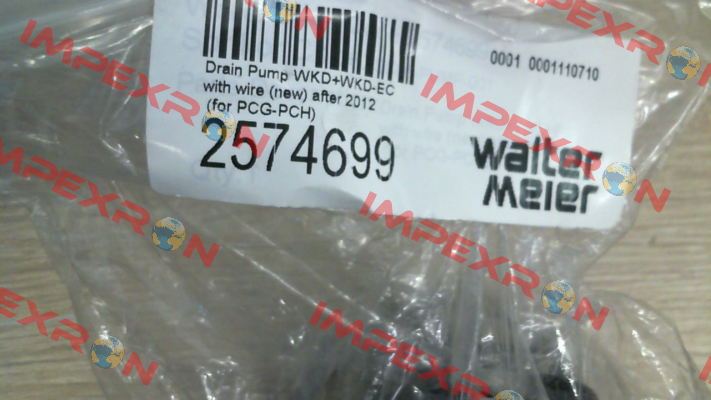 0001 0001110710
Drain Pump WKD+WKD-EC
with wire (new) after 2012
(for PCG-PCH)
2574699
walter
meier
IMPEXRON
IMPEXRON
IMPEXRON
IMPEXRON
IMPEXRON
IMPEXRON